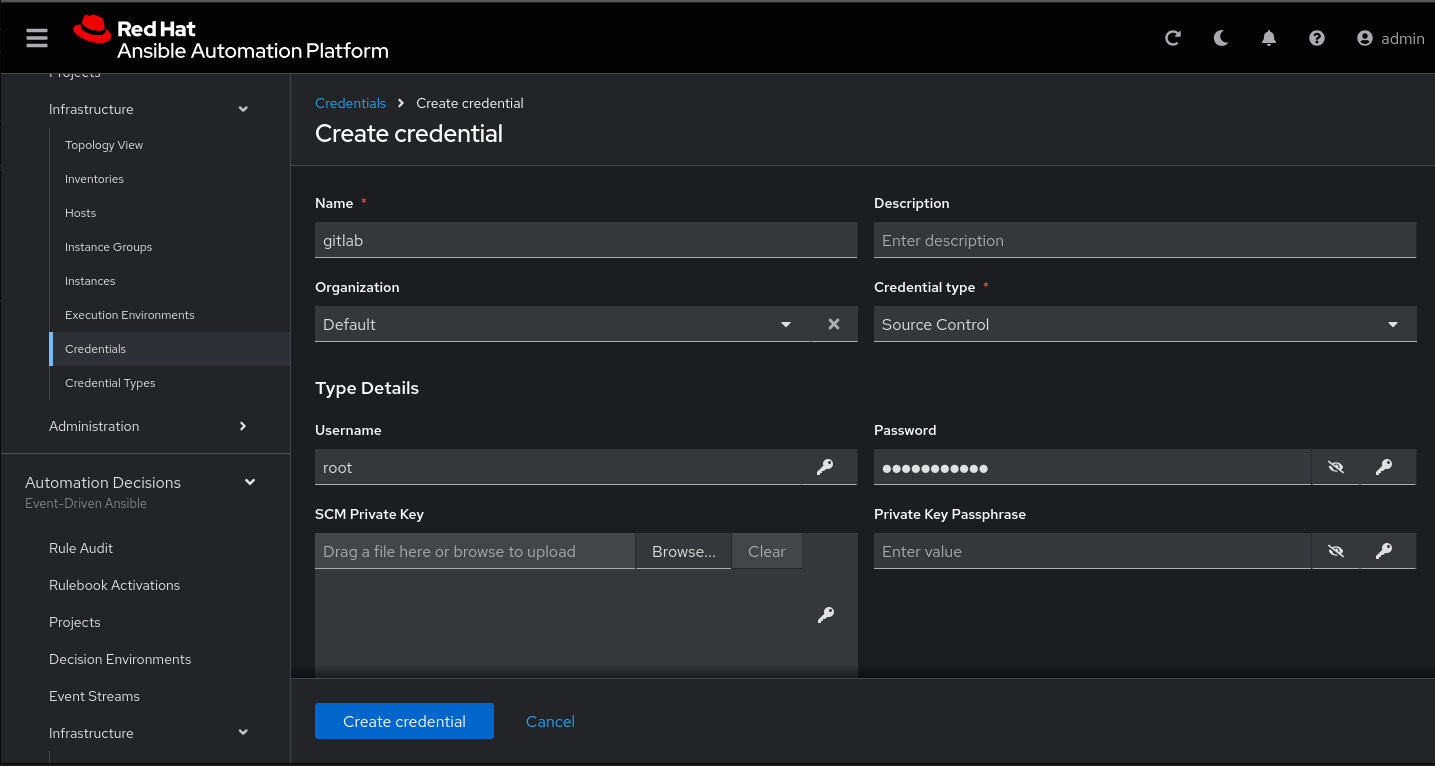 Red Hat
Ansible Automation Platform
admin
Projects
Infrastructure
Topology View
Inventories
Hosts
Instance Groups
Instances
Execution Environments
Credentials
Credential Types
Administration
Automation Decisions
Event-Driven Ansible
Rule Audit
Rulebook Activations
Projects
Decision Environments
Event Streams
Infrastructure
Credentials > Create credential
Create credential
Name *
gitlab
Description
Enter description
Organization
Default
Credential type *
Source Control
Type Details
Username
root
Password
●●●●●●●●●●●
SCM Private Key
Drag a file here or browse to upload
Browse...
Clear
Private Key Passphrase
Enter value
Create credential
Cancel